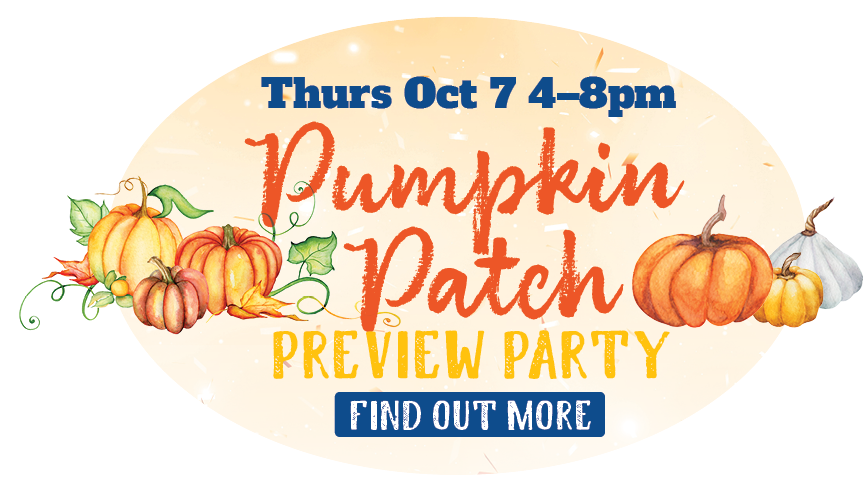 Thurs Oct 7 4–8pm
Pumpkin
Patch
PREVIEW PARTY
FIND OUT MORE